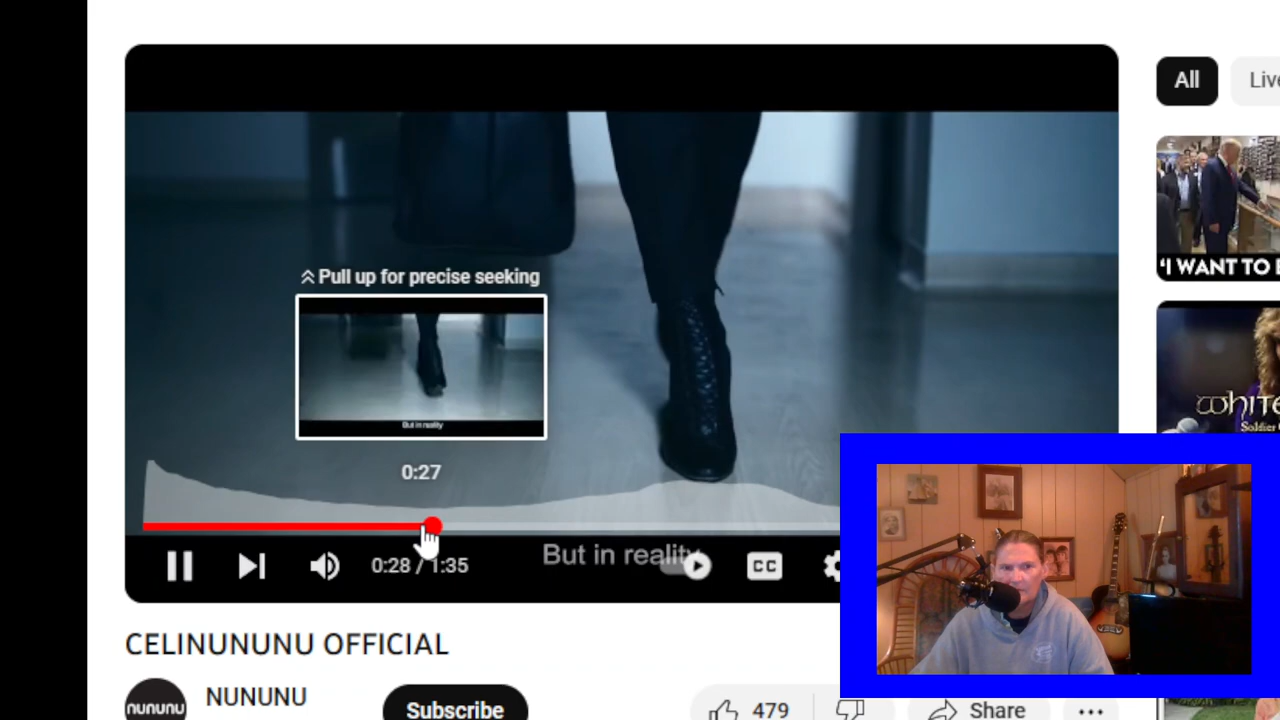 All
Live
'I WANT TO B
Pull up for precise seeking
But in reality
0:27
WHITE
Soldier
0:28 / 1:35
But in reality
CC
CELINUNUNU OFFICIAL
nununu
NUNUNU
Subscribe
479
Share